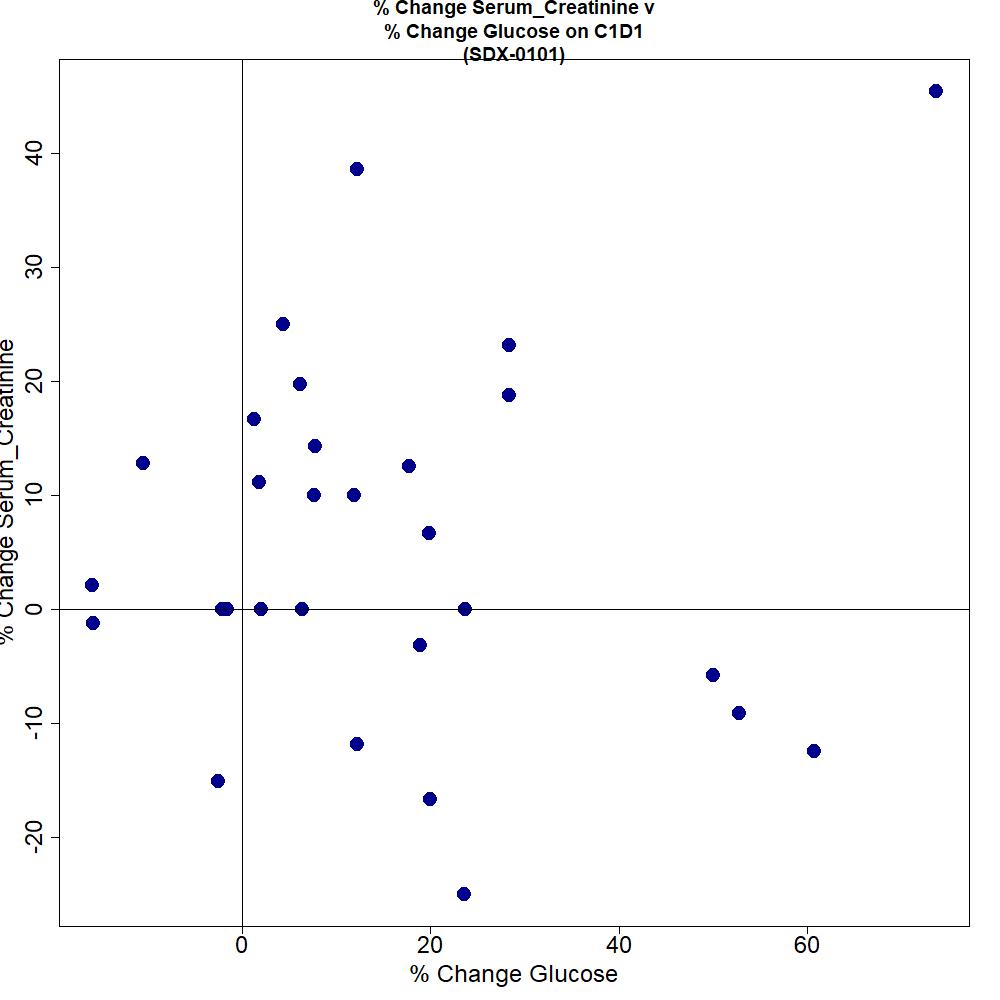 % Change Serum_Creatinine v
% Change Glucose on C1D1
(SDX-0101)
% Change Serum_Creatinine
40
30
20
10
0
-10
-20
0 20 40 60
% Change Glucose